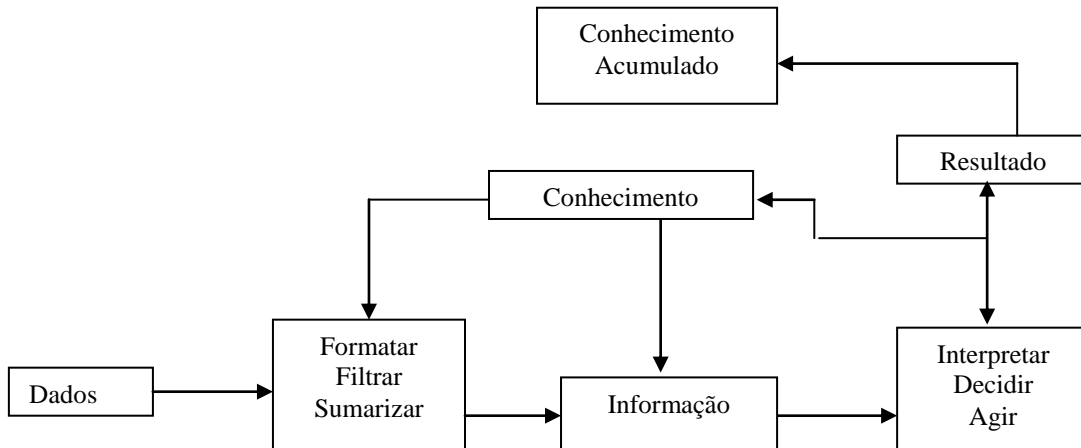 Conhecimento
Acumulado
Resultado
Conhecimento
Formatar
Filtrar
Sumarizar
Interpretar
Decidir
Agir
Dados
Informação